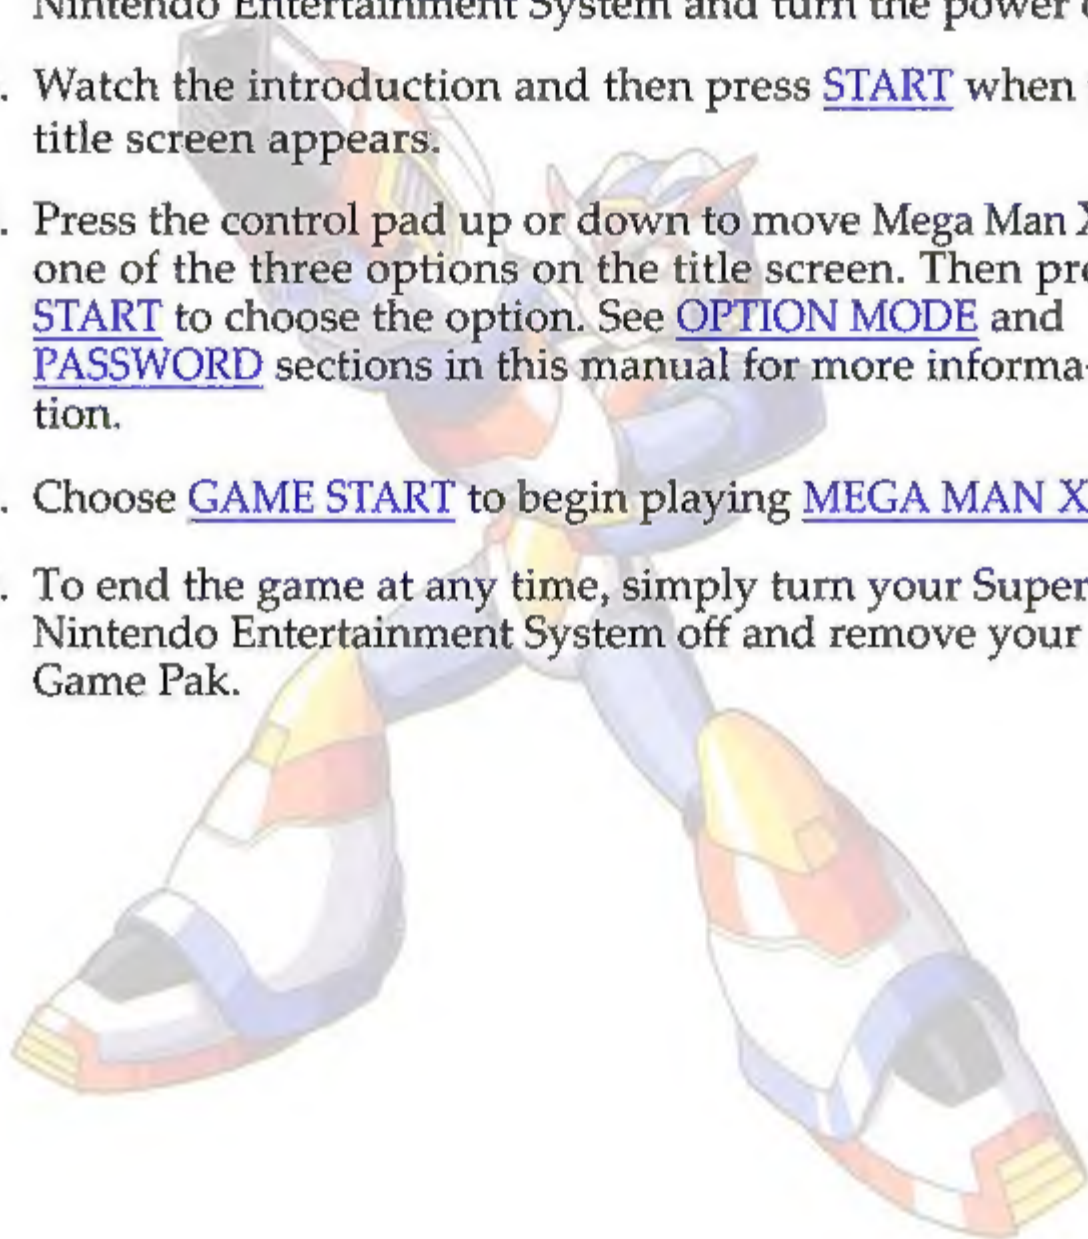 Nintendo Entertainment System and turn the power
. Watch the introduction and then press START when
title screen appears.
. Press the control pad up or down to move Mega Man X
one of the three options on the title screen. Then pre
START to choose the option. See OPTION MODE and
PASSWORD sections in this manual for more informa-
tion.
. Choose GAME START to begin playing MEGA MAN X
. To end the game at any time, simply turn your Super
Nintendo Entertainment System off and remove your
Game Pak.